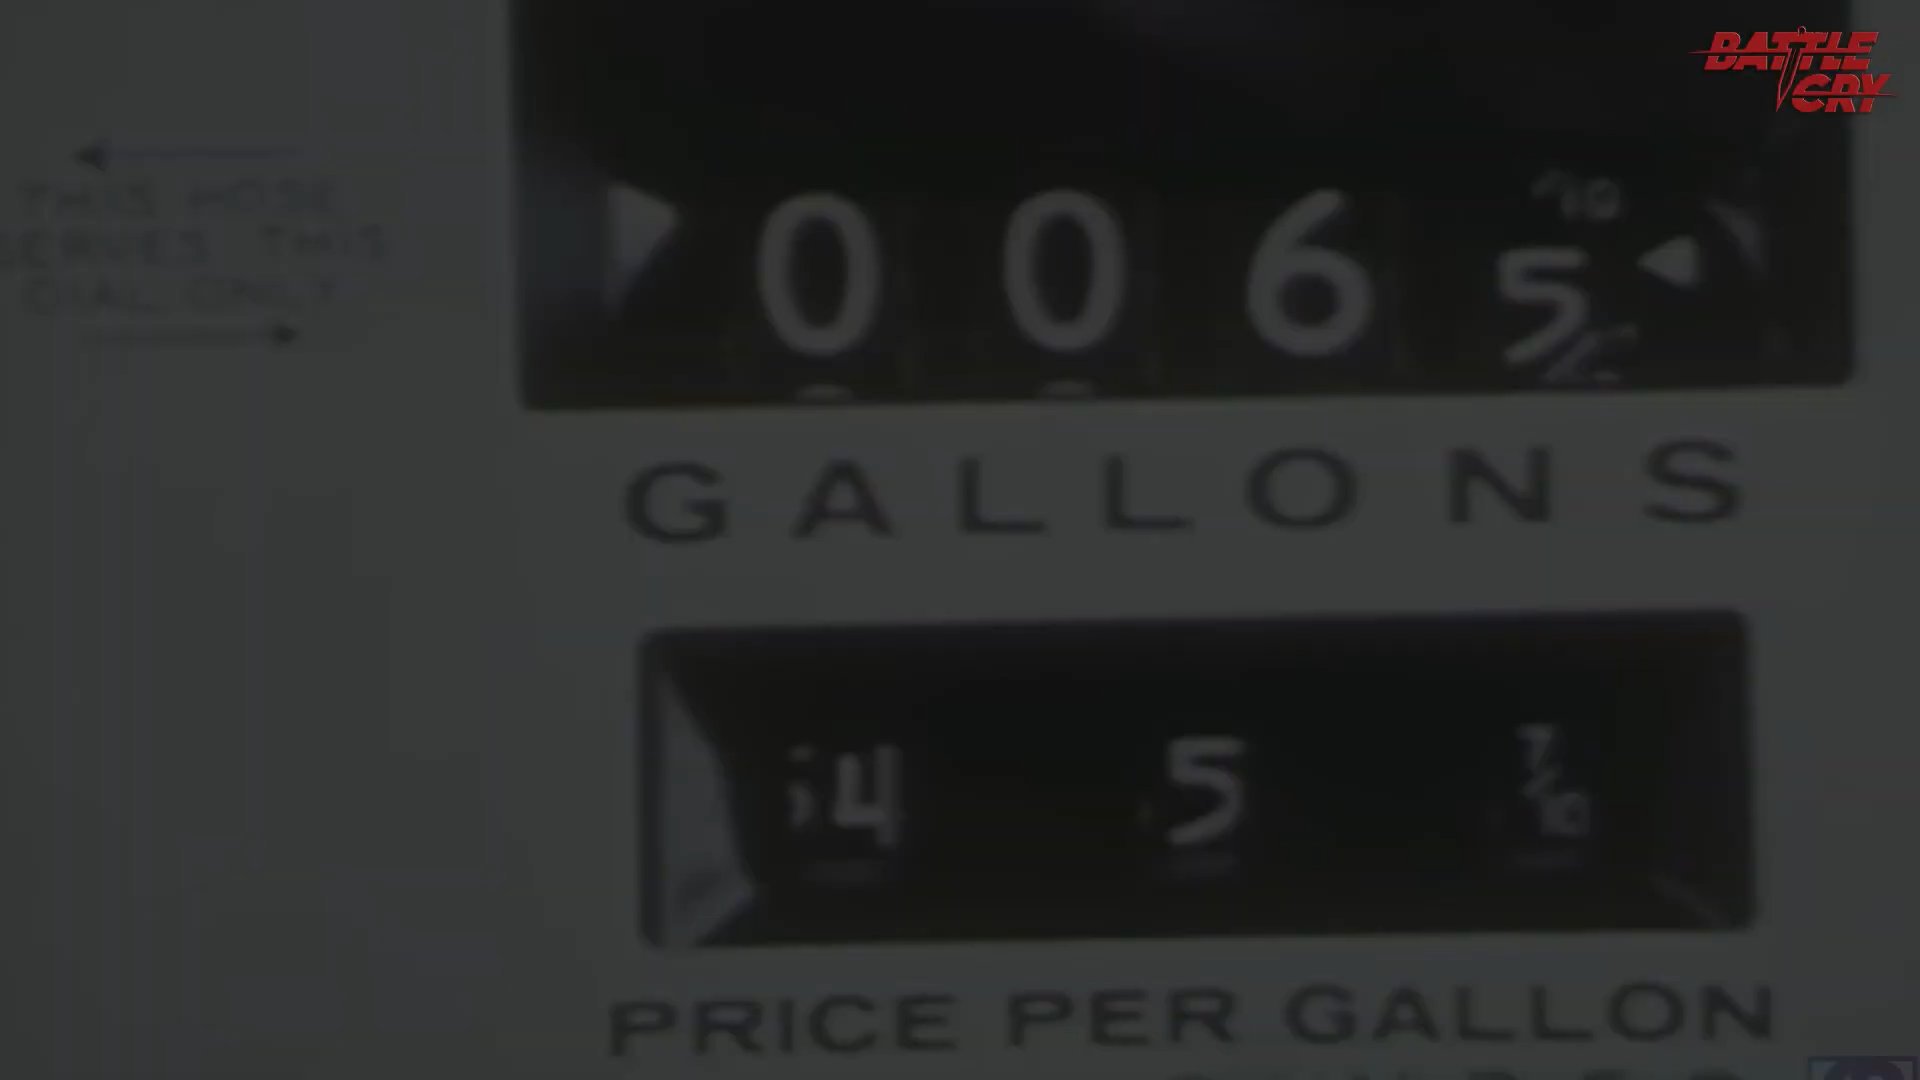 BATTLE
CRY
THIS HOSE
SERVES THIS
DIAL ONLY
0 0 6 5
/10
GALLONS
4 5 7/10
PRICE PER GALLON